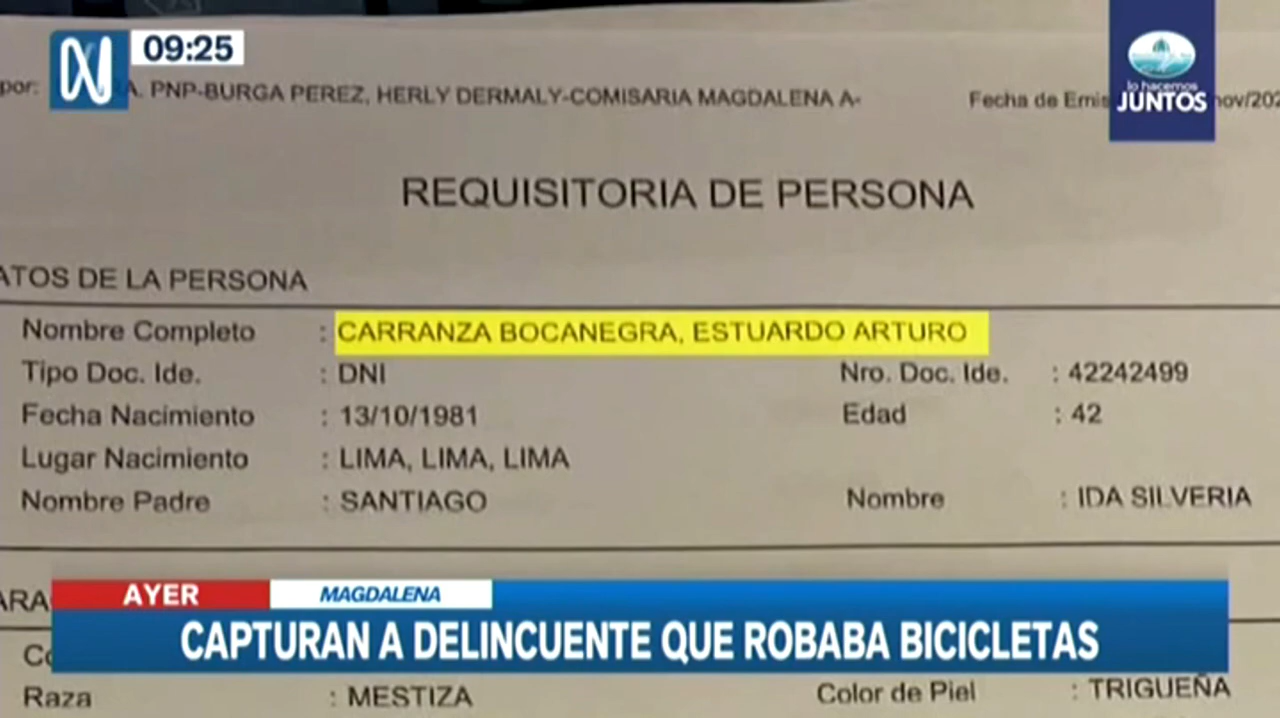 N 09:25
lo hacemos
JUNTOS
por: A. PNP-BURGA PEREZ, HERLY DERMALY-COMISARIA MAGDALENA A- Fecha de Emis nov/202
REQUISITORIA DE PERSONA
ATOS DE LA PERSONA
Nombre Completo : CARRANZA BOCANEGRA, ESTUARDO ARTURO
Tipo Doc. Ide. : DNI Nro. Doc. Ide. : 42242499
Fecha Nacimiento : 13/10/1981 Edad : 42
Lugar Nacimiento : LIMA, LIMA, LIMA
Nombre Padre : SANTIAGO Nombre : IDA SILVERIA
ARA
AYER MAGDALENA
CAPTURAN A DELINCUENTE QUE ROBABA BICICLETAS
Co
Raza : MESTIZA Color de Piel : TRIGUEÑA